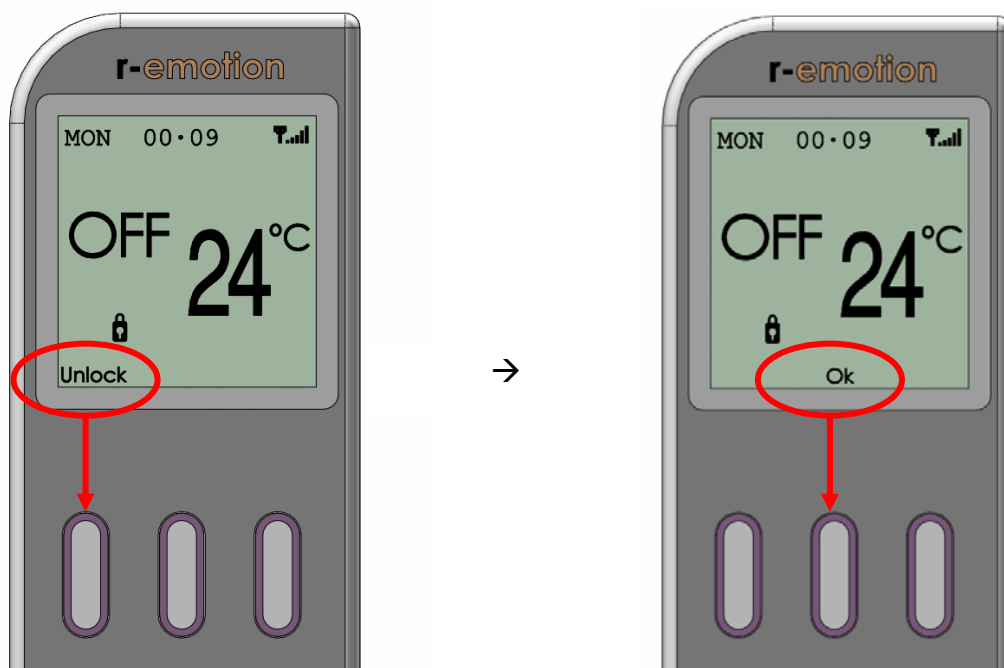 r-emotion
MON 00·09
OFF 24°C
Unlock
→
r-emotion
MON 00·09
OFF 24°C
Ok